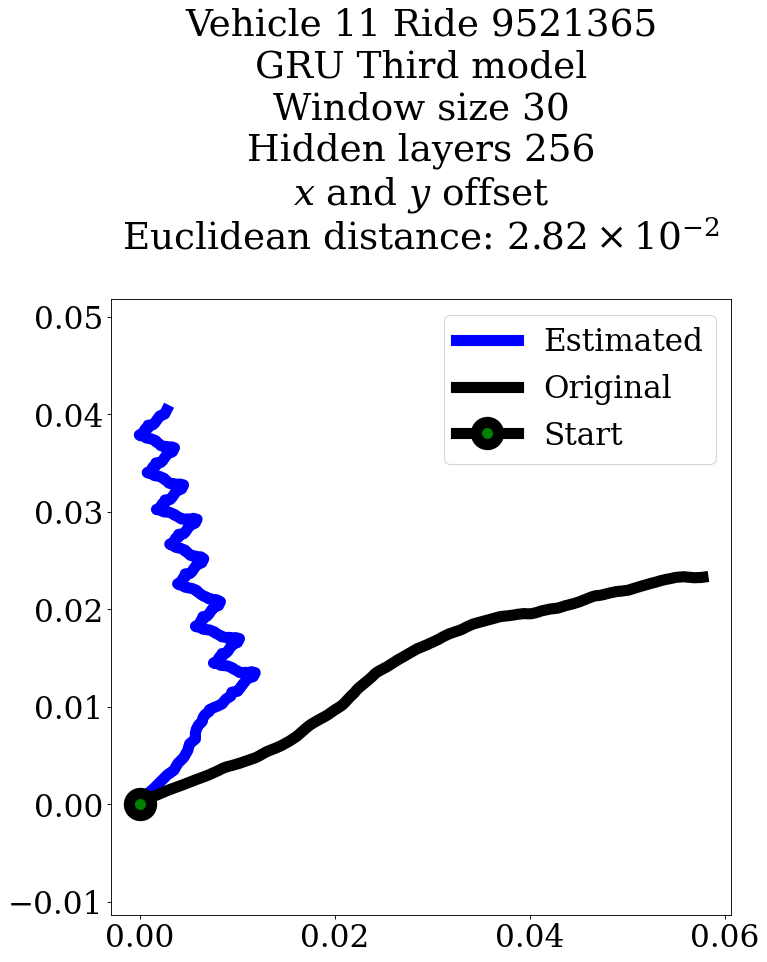 Vehicle 11 Ride 9521365
GRU Third model
Window size 30
Hidden layers 256
x and y offset
Euclidean distance: 2.82 × 10⁻²
0.05
0.04
0.03
0.02
0.01
0.00
−0.01
Estimated
Original
Start
0.00 0.02 0.04 0.06